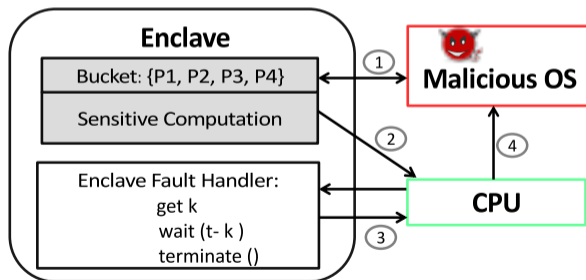 Enclave
Bucket: {P1, P2, P3, P4}
Sensitive Computation
Enclave Fault Handler:
get k
wait (t- k )
terminate ()
1
Malicious OS
2
4
CPU
3